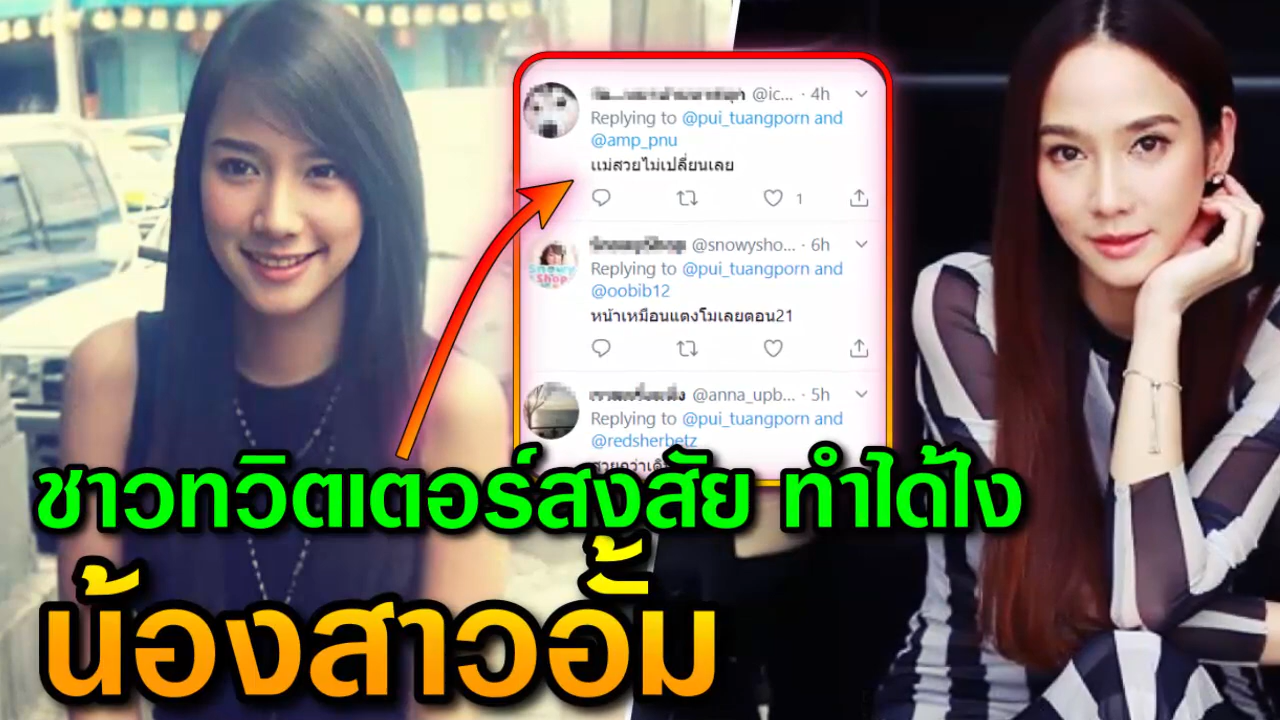 @ic... · 4h
Replying to @pui_tuangporn and
@amp_pnu
แม่สวยไม่เปลี่ยนเลย
1
@snowysho... · 6h
Snowy
Shop
Replying to @pui_tuangporn and
@oobib12
หน้าเหมือนแตงโมเลยตอน21
@anna_upb... · 5h
Replying to @pui_tuangporn and
@redsherbetz
ชาวทวิตเตอร์สงสัย ทำได้ไง
น้องสาวอั้ม